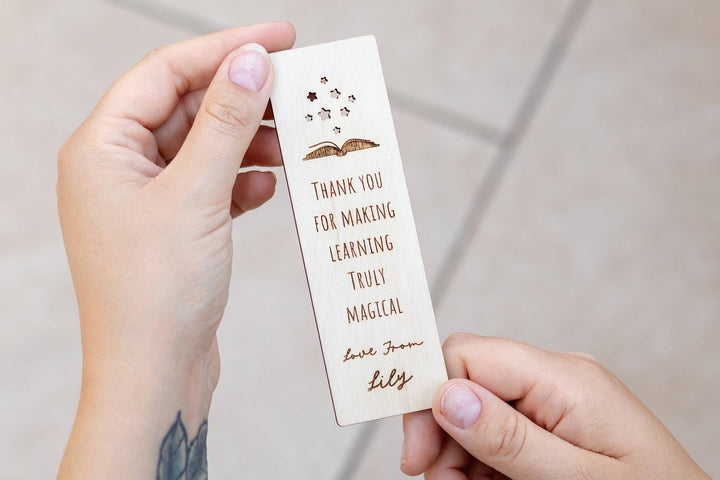 THANK YOU
FOR MAKING
LEARNING
TRULY
MAGICAL
Love From
Lily